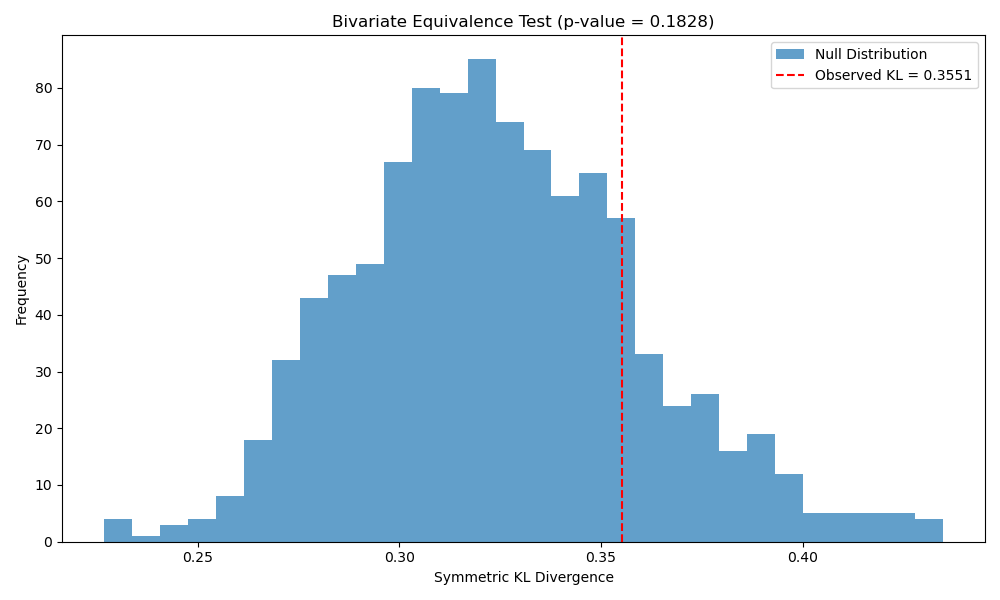 Bivariate Equivalence Test (p-value = 0.1828)
Null Distribution
Observed KL = 0.3551
Frequency
80
70
60
50
40
30
20
10
0
0.25 0.30 0.35 0.40
Symmetric KL Divergence